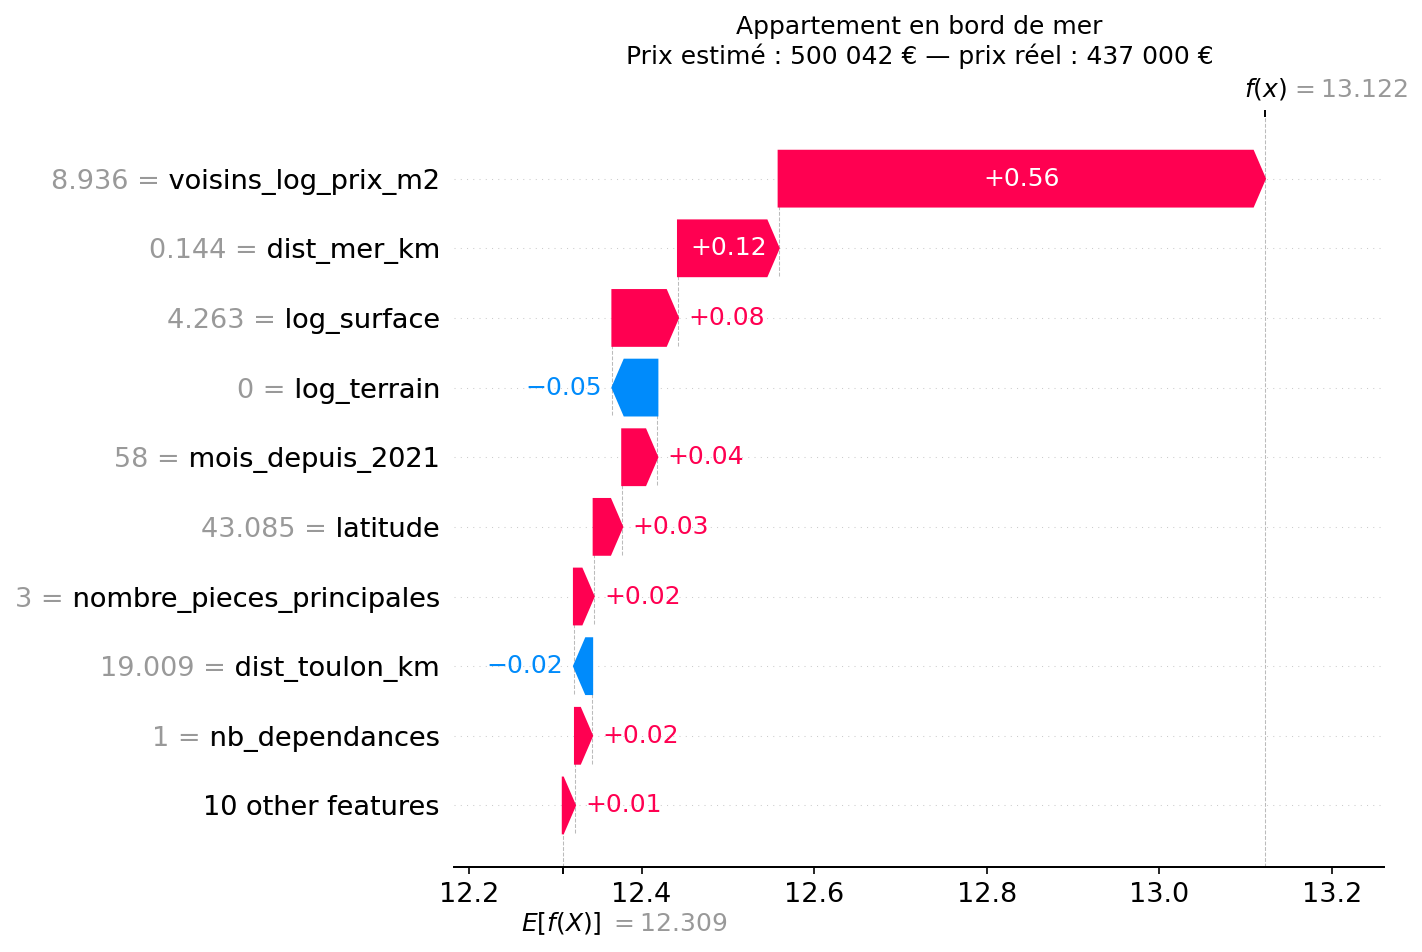 Appartement en bord de mer
Prix estimé : 500 042 € — prix réel : 437 000 €
f(x) = 13.122
8.936 = voisins_log_prix_m2 +0.56
0.144 = dist_mer_km +0.12
4.263 = log_surface +0.08
0 = log_terrain −0.05
58 = mois_depuis_2021 +0.04
43.085 = latitude +0.03
3 = nombre_pieces_principales +0.02
19.009 = dist_toulon_km −0.02
1 = nb_dependances +0.02
10 other features +0.01
12.2 12.4 12.6 12.8 13.0 13.2
E[f(X)] = 12.309